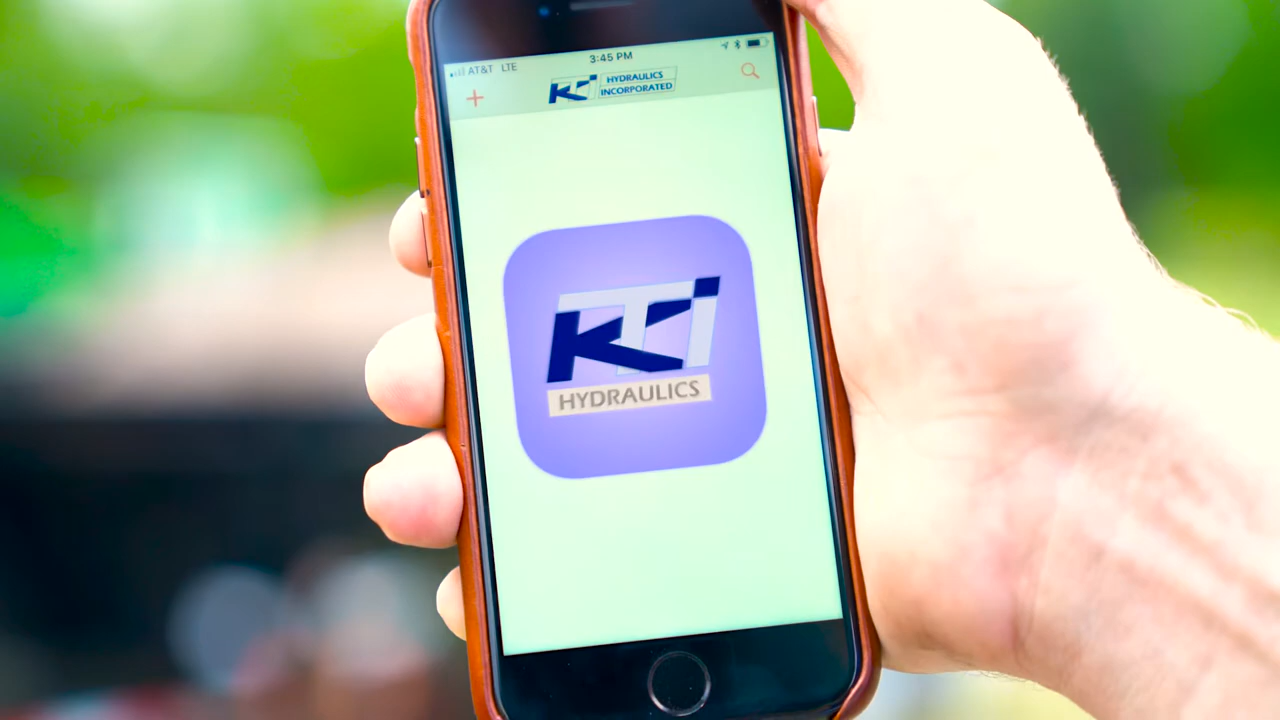 AT&T LTE 3:45 PM
+ KTi HYDRAULICS
INCORPORATED
KTi
HYDRAULICS